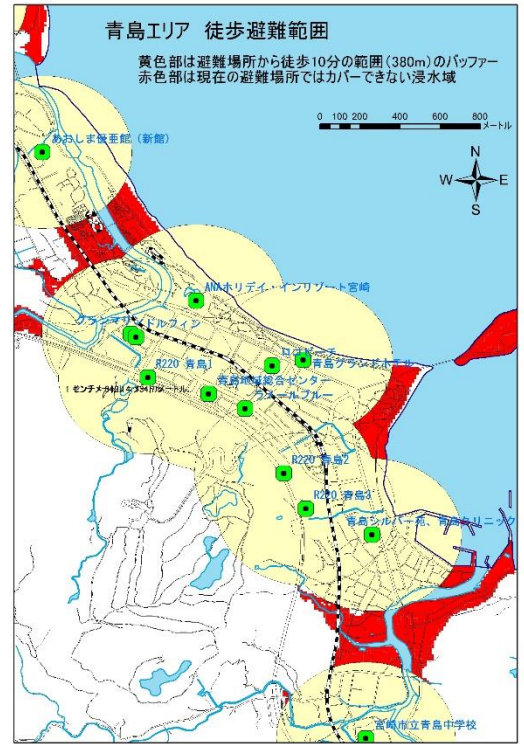 青島エリア 徒歩避難範囲
黄色部は避難場所から徒歩10分の範囲(380m)のバッファー
赤色部は現在の避難場所ではカバーできない浸水域
0 100 200 400 600 800
メートル
N
W E
S
あおしま優亜館(新館)
ANAホリデイ・インリゾート宮崎
グランマリ ドルフィン
青島グランドホテル
R220 青島1
青島地域総合センター
ラメールブルー
R220 青島2
R220 青島3
青島シルバー苑、青島クリニック
宮崎市立青島中学校